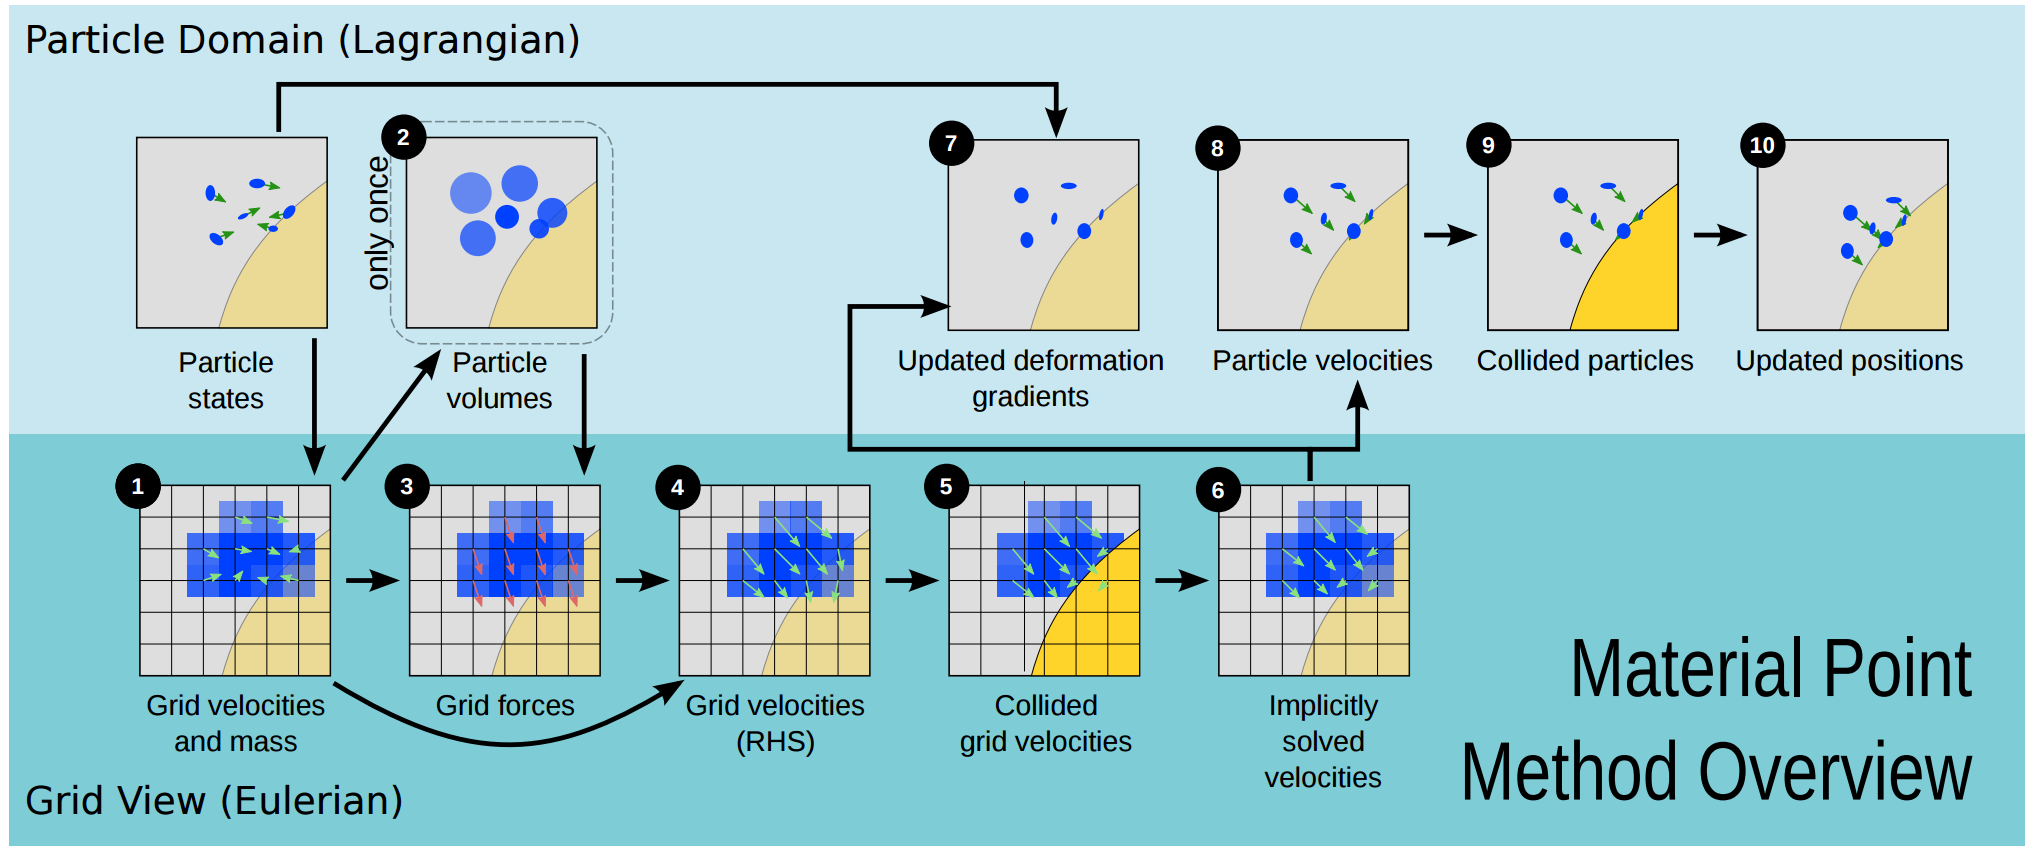 Particle Domain (Lagrangian)
2
7
8
9
10
only once
Particle
states
Particle
volumes
Updated deformation
gradients
Particle velocities
Collided particles
Updated positions
1
3
4
5
6
Grid velocities
and mass
Grid forces
Grid velocities
(RHS)
Collided
grid velocities
Implicitly
solved
velocities
Material Point
Method Overview
Grid View (Eulerian)